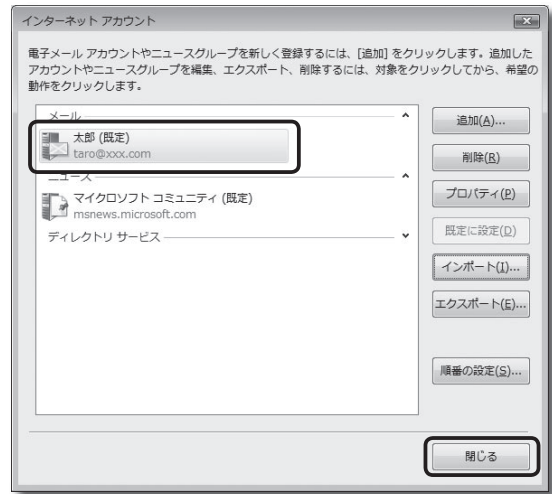 インターネット アカウント
電子メール アカウントやニュースグループを新しく登録するには、[追加] をクリックします。追加した
アカウントやニュースグループを編集、エクスポート、削除するには、対象をクリックしてから、希望の
動作をクリックします。
メール
太郎 (既定)
taro@xxx.com
ニュース
マイクロソフト コミュニティ (既定)
msnews.microsoft.com
ディレクトリ サービス
追加(A)...
削除(R)
プロパティ(P)
既定に設定(D)
インポート(I)...
エクスポート(E)...
順番の設定(S)...
閉じる